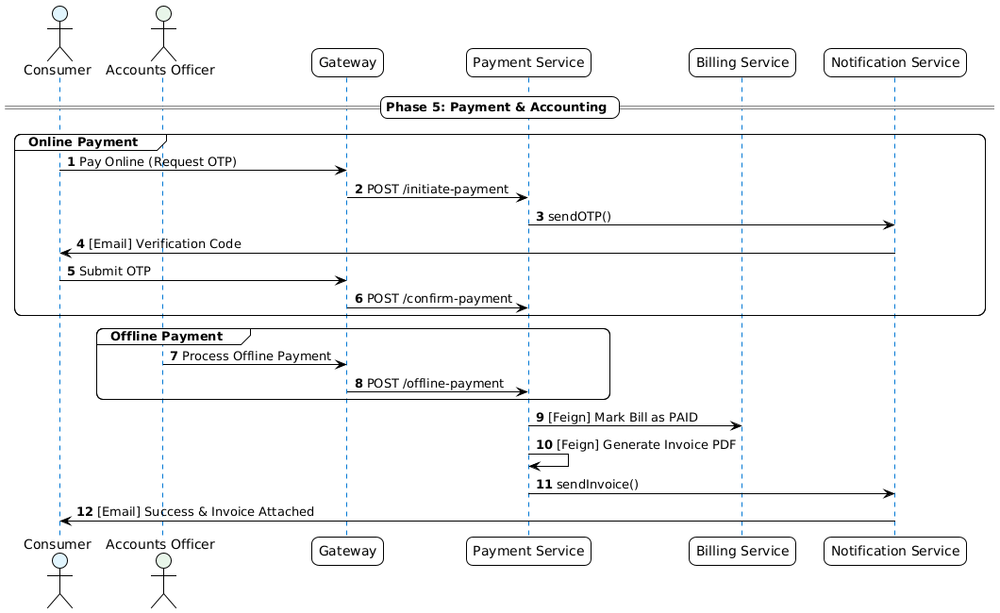 Consumer
Accounts Officer
Gateway
Payment Service
Billing Service
Notification Service
Phase 5: Payment & Accounting
Online Payment
1 Pay Online (Request OTP)
2 POST /initiate-payment
3 sendOTP()
4 [Email] Verification Code
5 Submit OTP
6 POST /confirm-payment
Offline Payment
7 Process Offline Payment
8 POST /offline-payment
9 [Feign] Mark Bill as PAID
10 [Feign] Generate Invoice PDF
11 sendInvoice()
12 [Email] Success & Invoice Attached
Consumer
Accounts Officer
Gateway
Payment Service
Billing Service
Notification Service